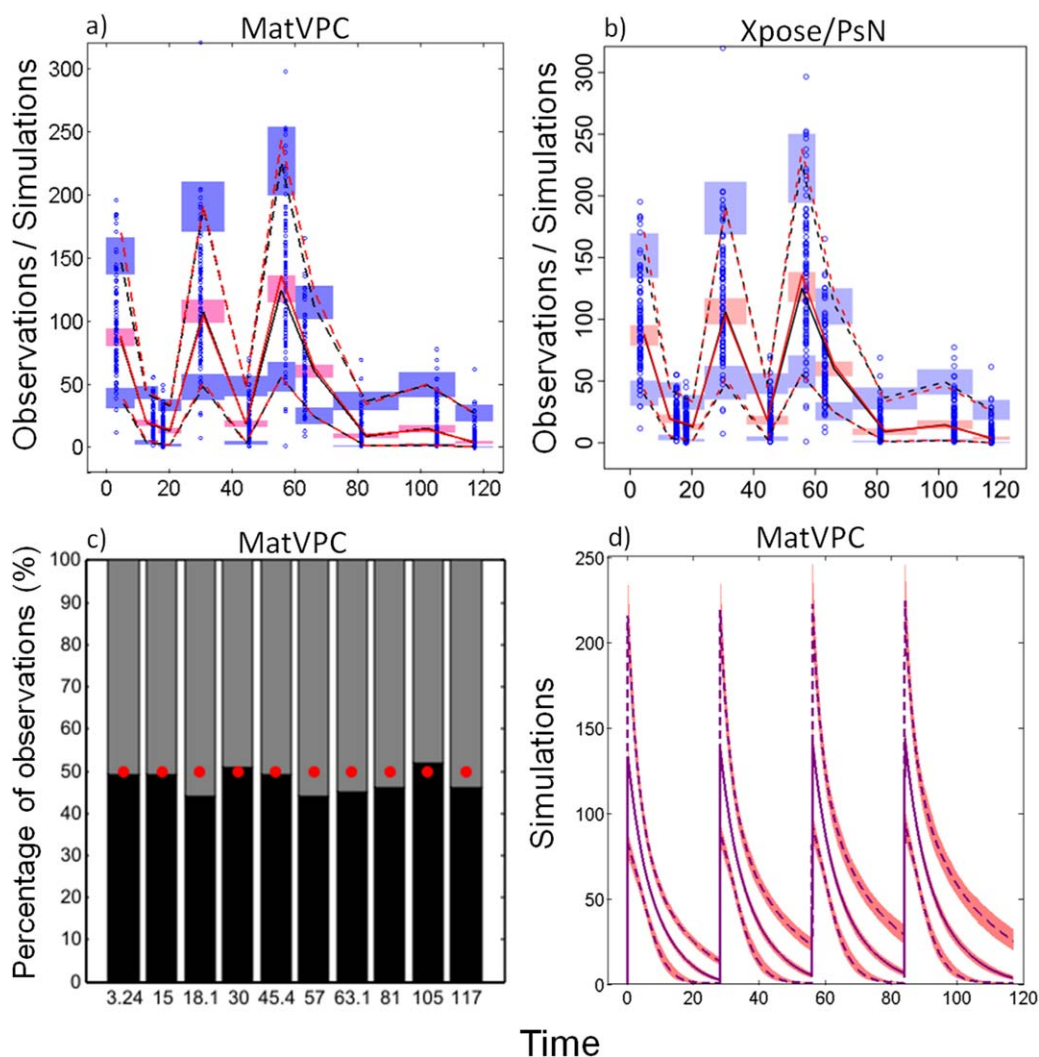 a)
MatVPC
Observations / Simulations
300
250
200
150
100
50
0
0 20 40 60 80 100 120
b)
Xpose/PsN
Observations / Simulations
300
250
200
150
100
50
0
0 20 40 60 80 100 120
c)
MatVPC
Percentage of observations (%)
100
90
80
70
60
50
40
30
20
10
0
3.24 15 18.1 30 45.4 57 63.1 81 105 117
d)
MatVPC
Simulations
250
200
150
100
50
0
0 20 40 60 80 100 120
Time